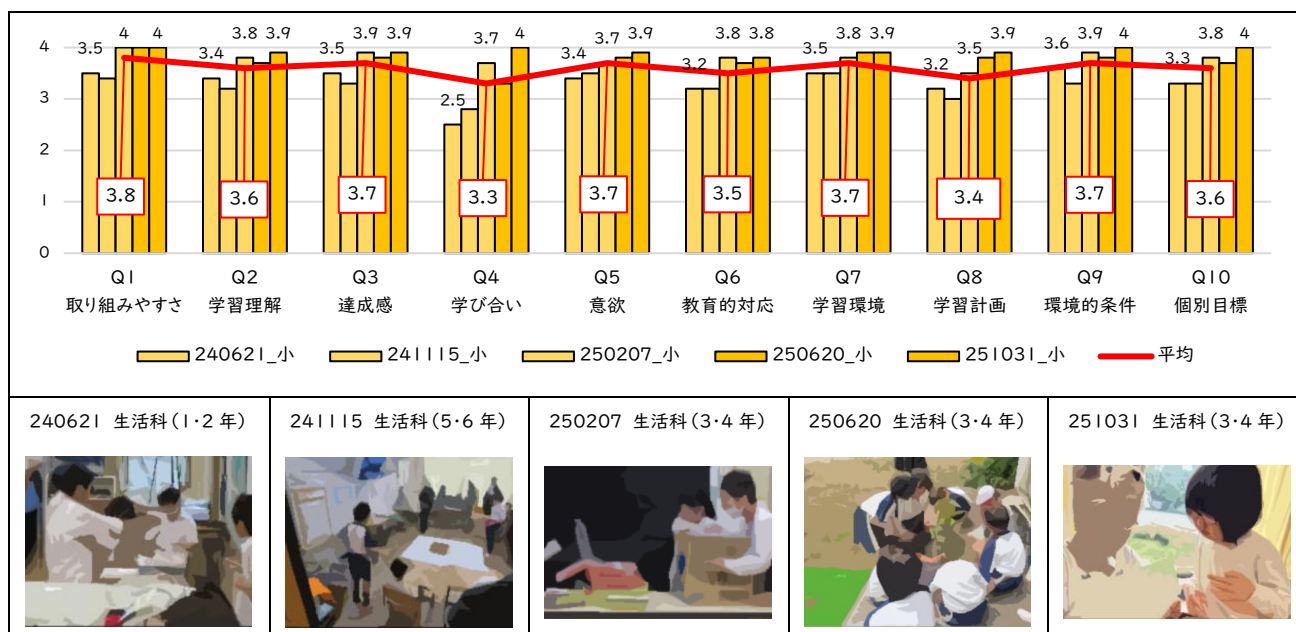 4
3
2
1
0
3.5 4 4
3.4 3.8 3.9
3.5 3.9 3.9
2.5 3.7 4
3.4 3.7 3.9
3.2 3.8 3.8
3.5 3.8 3.9
3.2 3.5 3.9
3.6 3.9 4
3.3 3.8 4
3.8 3.6 3.7 3.3 3.7 3.5 3.7 3.4 3.7 3.6
Q1 Q2 Q3 Q4 Q5 Q6 Q7 Q8 Q9 Q10
取り組みやすさ 学習理解 達成感 学び合い 意欲 教育的対応 学習環境 学習計画 環境的条件 個別目標
240621_小 241115_小 250207_小 250620_小 251031_小 平均
240621 生活科(1・2年)
241115 生活科(5・6年)
250207 生活科(3・4年)
250620 生活科(3・4年)
251031 生活科(3・4年)